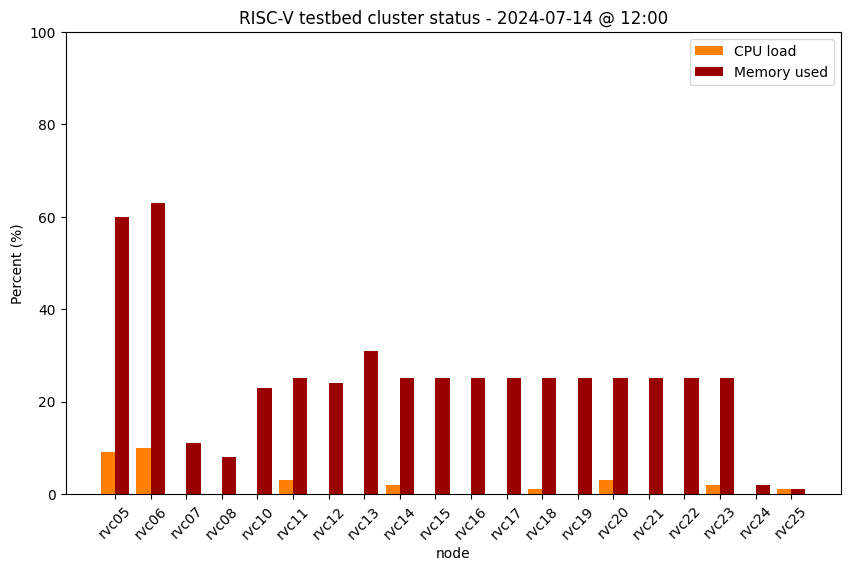 RISC-V testbed cluster status - 2024-07-14 @ 12:00
CPU load
Memory used
Percent (%)
100
80
60
40
20
0
rvc05
rvc06
rvc07
rvc08
rvc10
rvc11
rvc12
rvc13
rvc14
rvc15
rvc16
rvc17
rvc18
rvc19
rvc20
rvc21
rvc22
rvc23
rvc24
rvc25
node